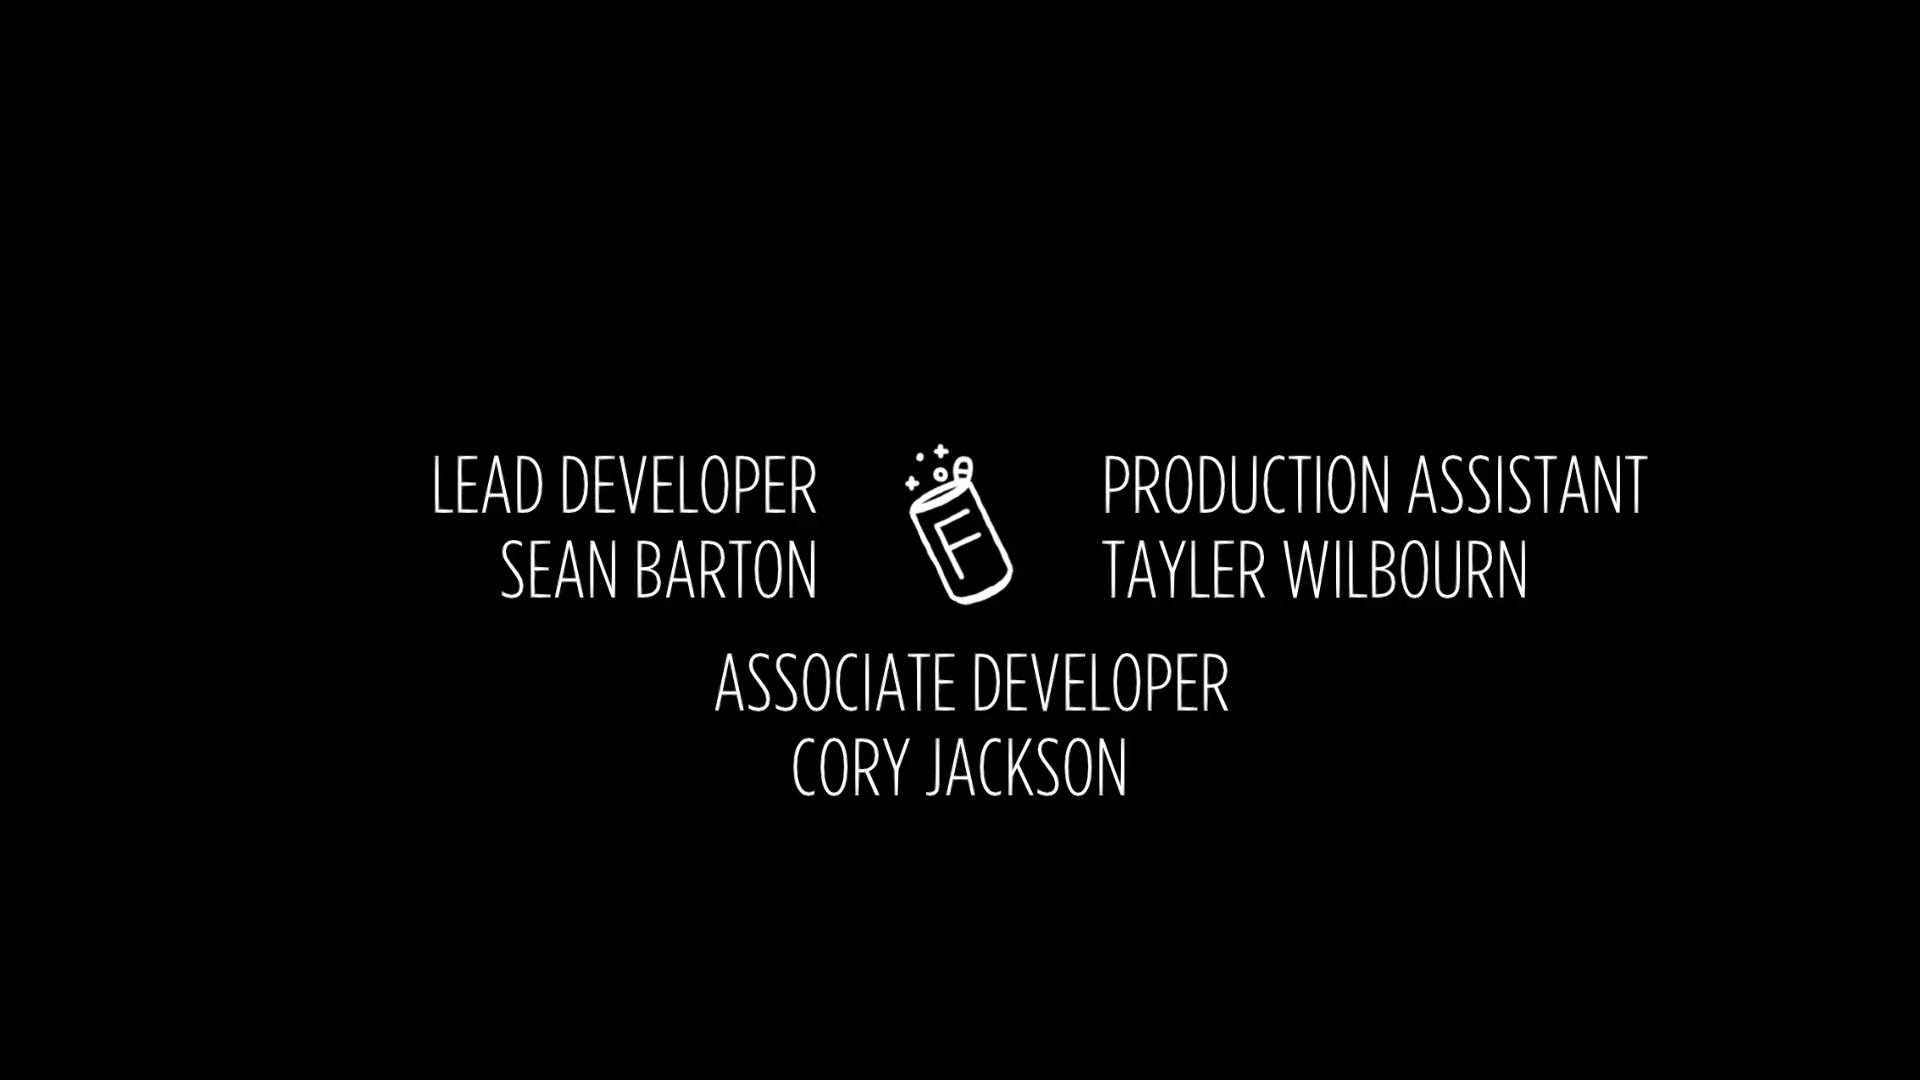 LEAD DEVELOPER
SEAN BARTON
F
PRODUCTION ASSISTANT
TAYLER WILBOURN
ASSOCIATE DEVELOPER
CORY JACKSON